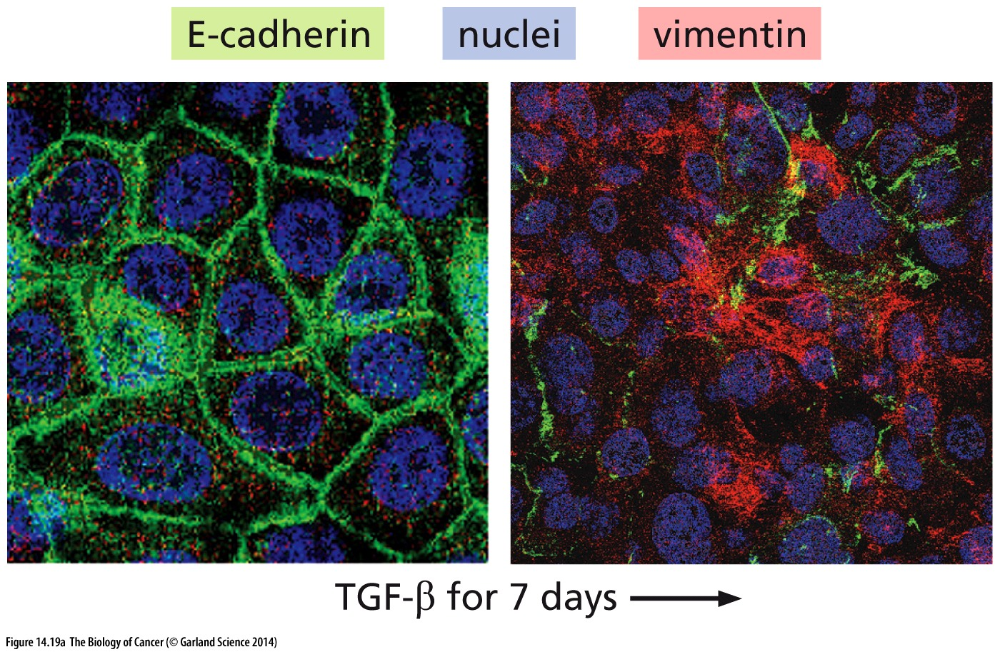 E-cadherin nuclei vimentin
TGF-β for 7 days
Figure 14.19a The Biology of Cancer (© Garland Science 2014)